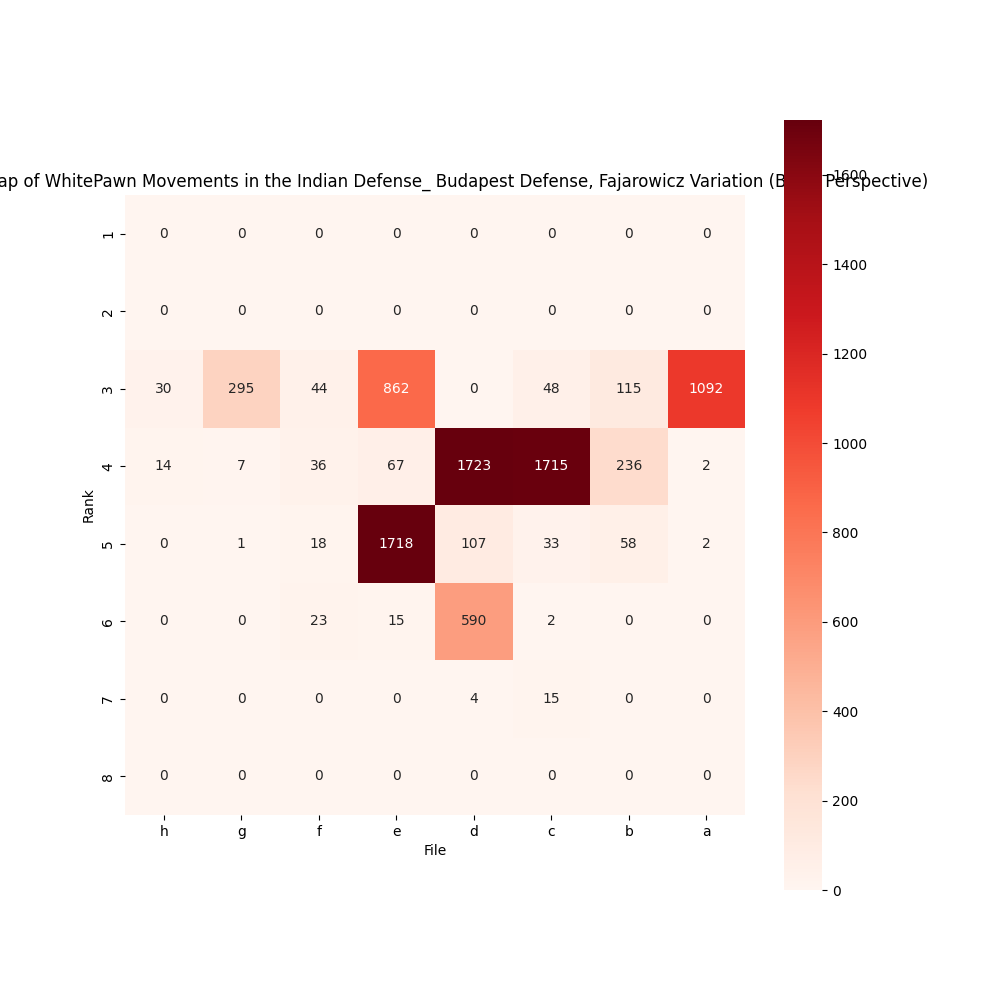 ap of WhitePawn Movements in the Indian Defense_ Budapest Defense, Fajarowicz Variation (B Perspective)
1600
1 0 0 0 0 0 0 0 0
1400
2 0 0 0 0 0 0 0 0
1200
3 30 295 44 862 0 48 115 1092
1000
4 14 7 36 67 1723 1715 236 2
Rank
800
5 0 1 18 1718 107 33 58 2
600
6 0 0 23 15 590 2 0 0
400
7 0 0 0 0 4 15 0 0
200
8 0 0 0 0 0 0 0 0
h g f e d c b a
File
0